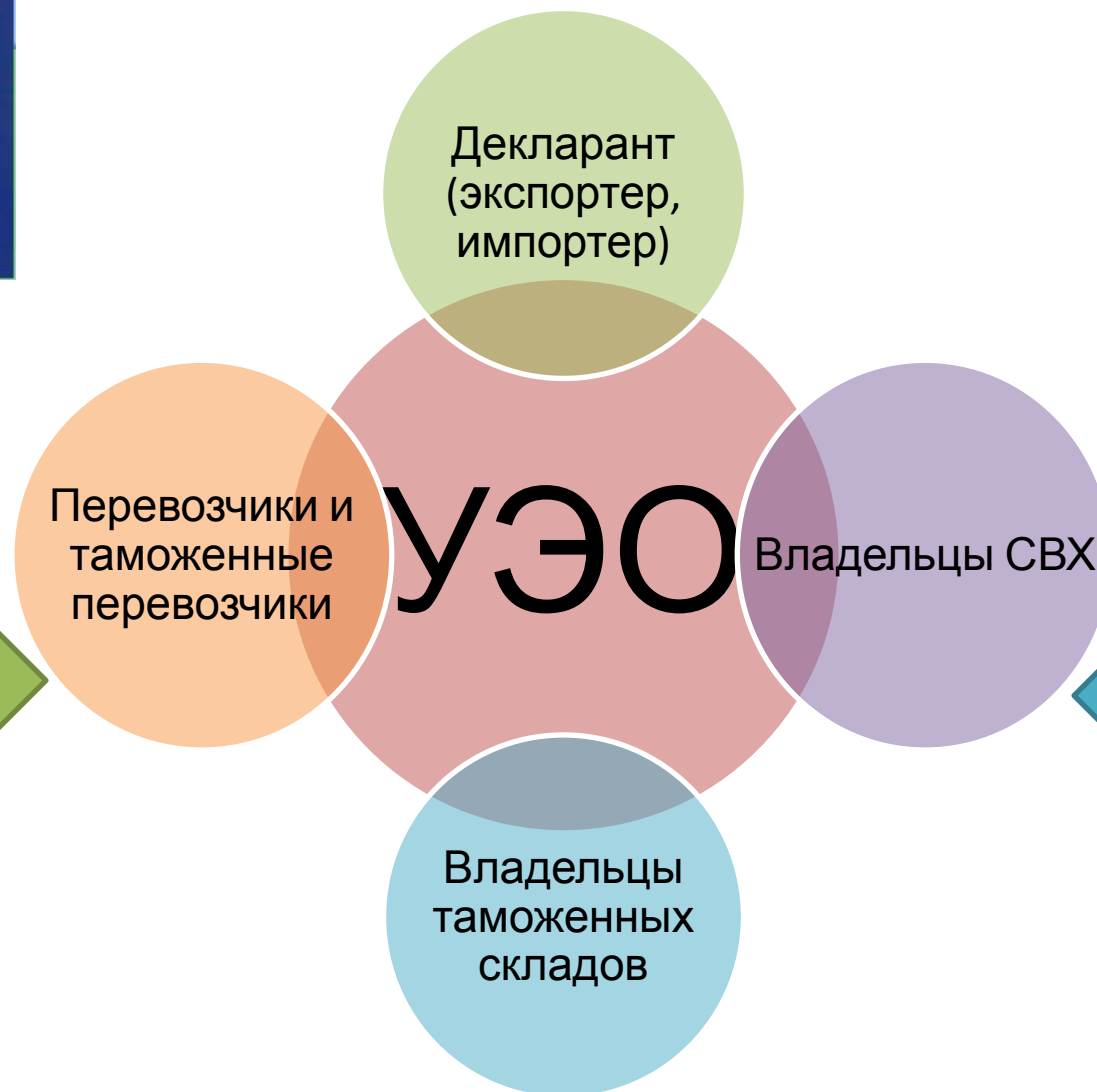 Декларант
(экспортер,
импортер)
Перевозчики и
таможенные
перевозчики
УЭО
Владельцы СВХ
Владельцы
таможенных
складов